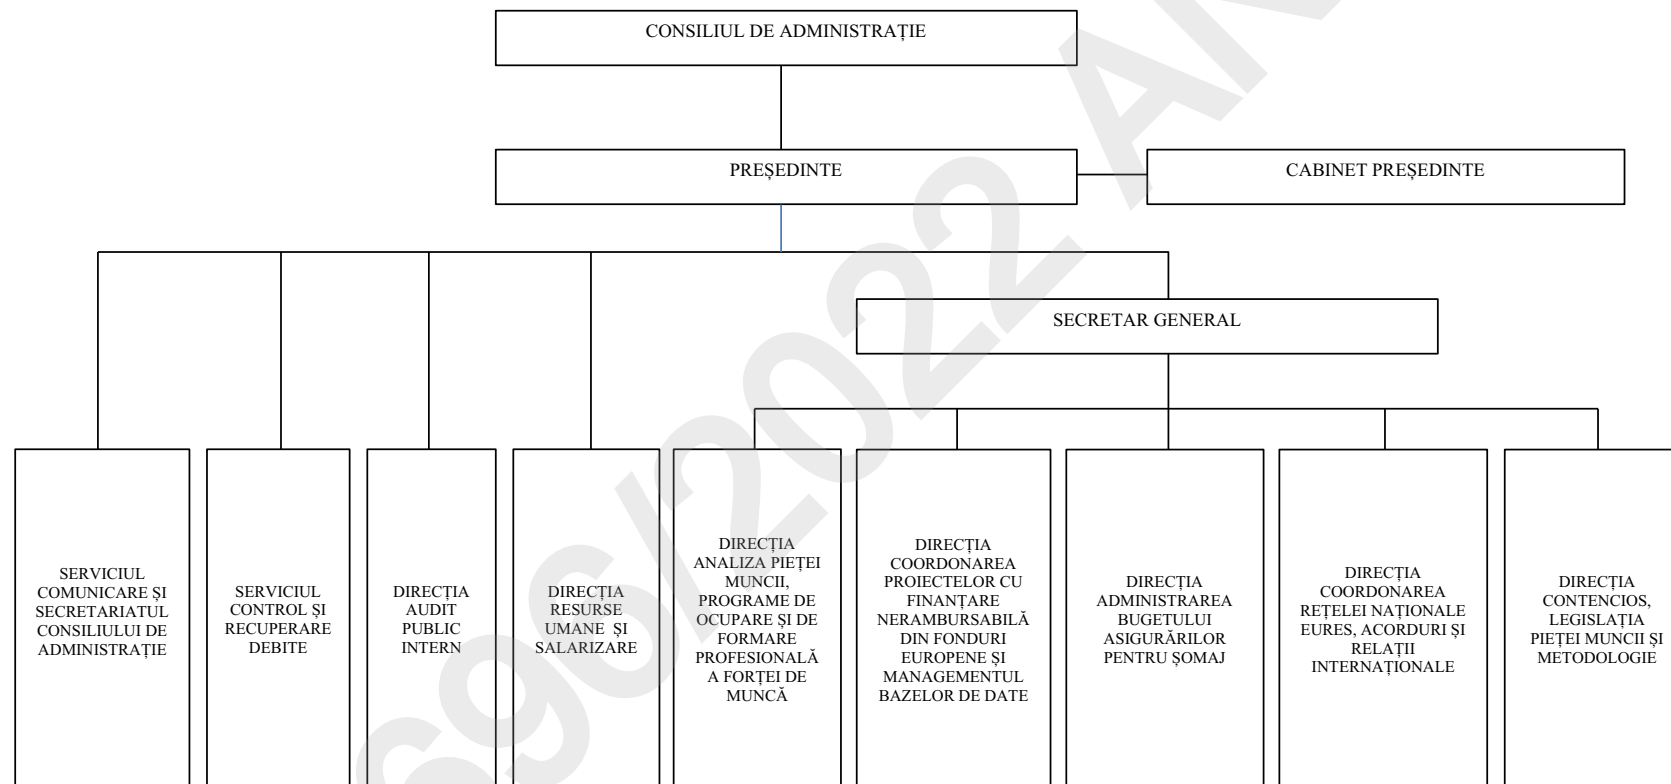 CONSILIUL DE ADMINISTRAȚIE
PREȘEDINTE
CABINET PREȘEDINTE
SECRETAR GENERAL
SERVICIUL
COMUNICARE ȘI
SECRETARIATUL
CONSILIULUI DE
ADMINISTRAȚIE
SERVICIUL
CONTROL ȘI
RECUPERARE
DEBITE
DIRECȚIA
AUDIT
PUBLIC
INTERN
DIRECȚIA
RESURSE
UMANE ȘI
SALARIZARE
DIRECȚIA
ANALIZA PIEȚEI
MUNCII,
PROGRAME DE
OCUPARE ȘI DE
FORMARE
PROFESIONALĂ
A FORȚEI DE
MUNCĂ
DIRECȚIA
COORDONAREA
PROIECTELOR CU
FINANȚARE
NERAMBURSABILĂ
DIN FONDURI
EUROPENE ȘI
MANAGEMENTUL
BAZELOR DE DATE
DIRECȚIA
ADMINISTRAREA
BUGETULUI
ASIGURĂRILOR
PENTRU ȘOMAJ
DIRECȚIA
COORDONAREA
REȚELEI NAȚIONALE
EURES, ACORDURI ȘI
RELAȚII
INTERNAȚIONALE
DIRECȚIA
CONTENCIOS,
LEGISLAȚIA
PIEȚEI MUNCII ȘI
METODOLOGIE
696/2022